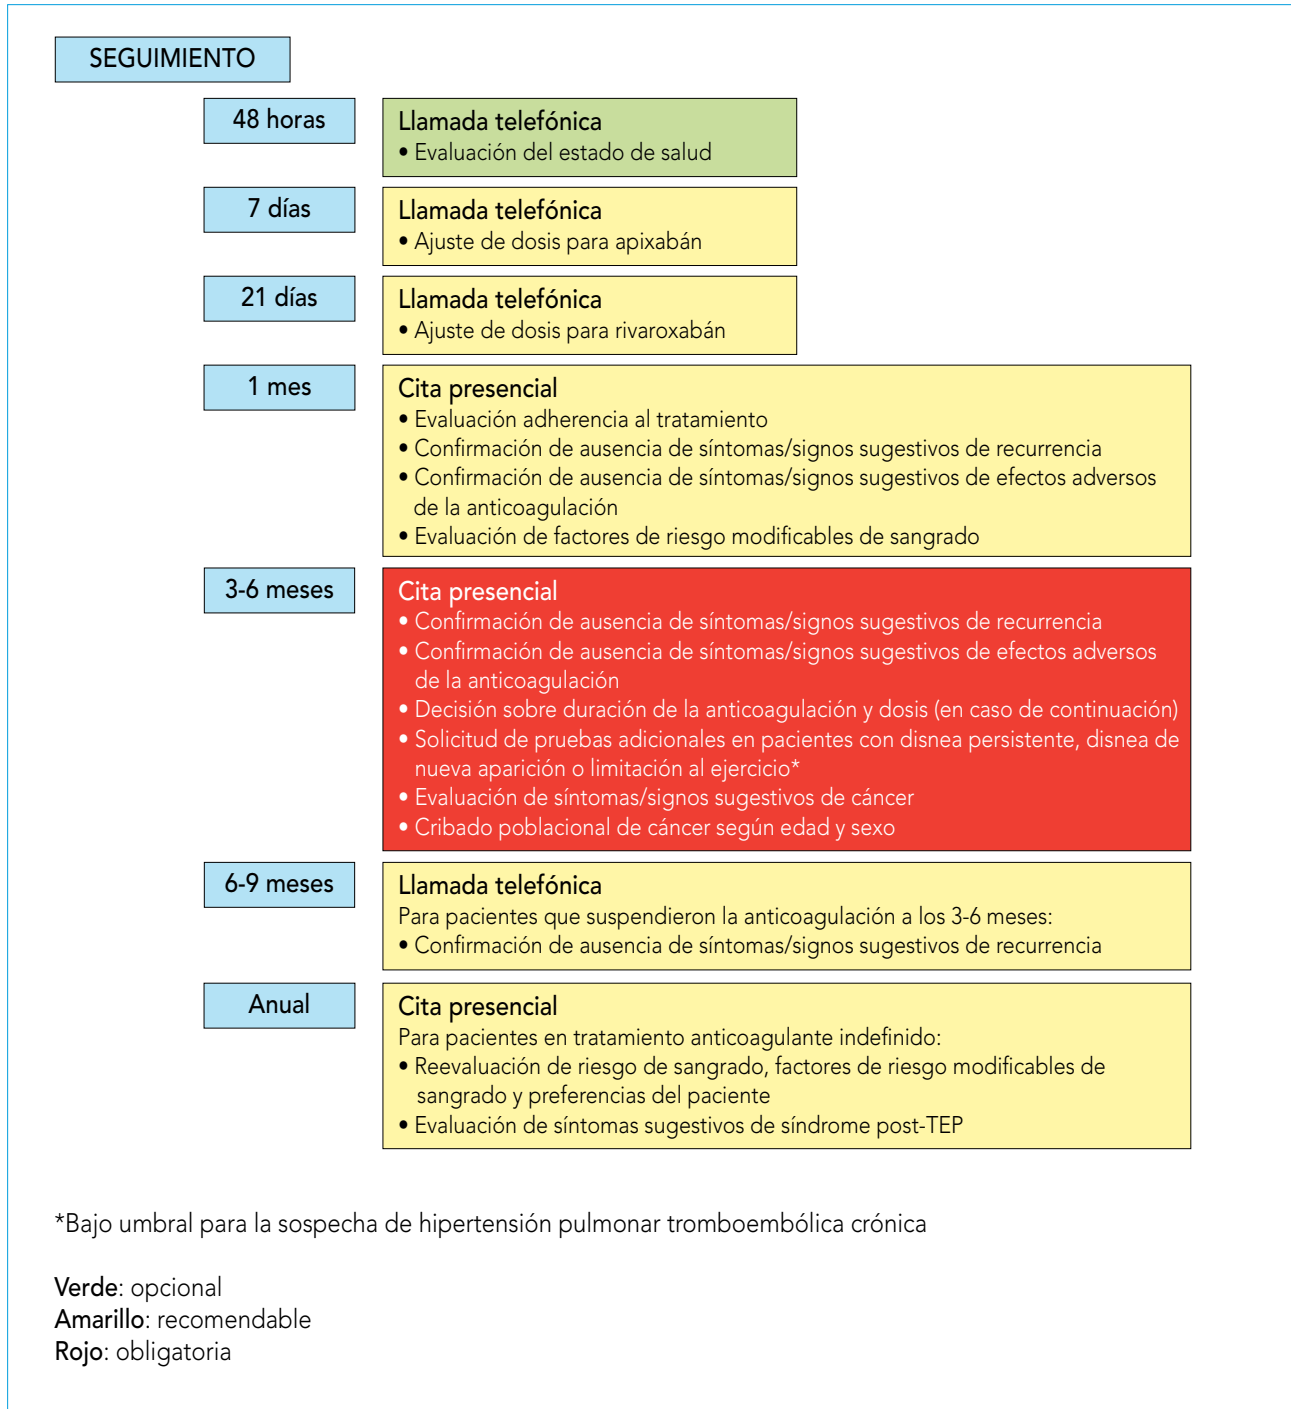 SEGUIMIENTO
48 horas
Llamada telefónica
• Evaluación del estado de salud
7 días
Llamada telefónica
• Ajuste de dosis para apixabán
21 días
Llamada telefónica
• Ajuste de dosis para rivaroxabán
1 mes
Cita presencial
• Evaluación adherencia al tratamiento
• Confirmación de ausencia de síntomas/signos sugestivos de recurrencia
• Confirmación de ausencia de síntomas/signos sugestivos de efectos adversos
de la anticoagulación
• Evaluación de factores de riesgo modificables de sangrado
3-6 meses
Cita presencial
• Confirmación de ausencia de síntomas/signos sugestivos de recurrencia
• Confirmación de ausencia de síntomas/signos sugestivos de efectos adversos
de la anticoagulación
• Decisión sobre duración de la anticoagulación y dosis (en caso de continuación)
• Solicitud de pruebas adicionales en pacientes con disnea persistente, disnea de
nueva aparición o limitación al ejercicio*
• Evaluación de síntomas/signos sugestivos de cáncer
• Cribado poblacional de cáncer según edad y sexo
6-9 meses
Llamada telefónica
Para pacientes que suspendieron la anticoagulación a los 3-6 meses:
• Confirmación de ausencia de síntomas/signos sugestivos de recurrencia
Anual
Cita presencial
Para pacientes en tratamiento anticoagulante indefinido:
• Reevaluación de riesgo de sangrado, factores de riesgo modificables de
sangrado y preferencias del paciente
• Evaluación de síntomas sugestivos de síndrome post-TEP
*Bajo umbral para la sospecha de hipertensión pulmonar tromboembólica crónica
Verde: opcional
Amarillo: recomendable
Rojo: obligatoria